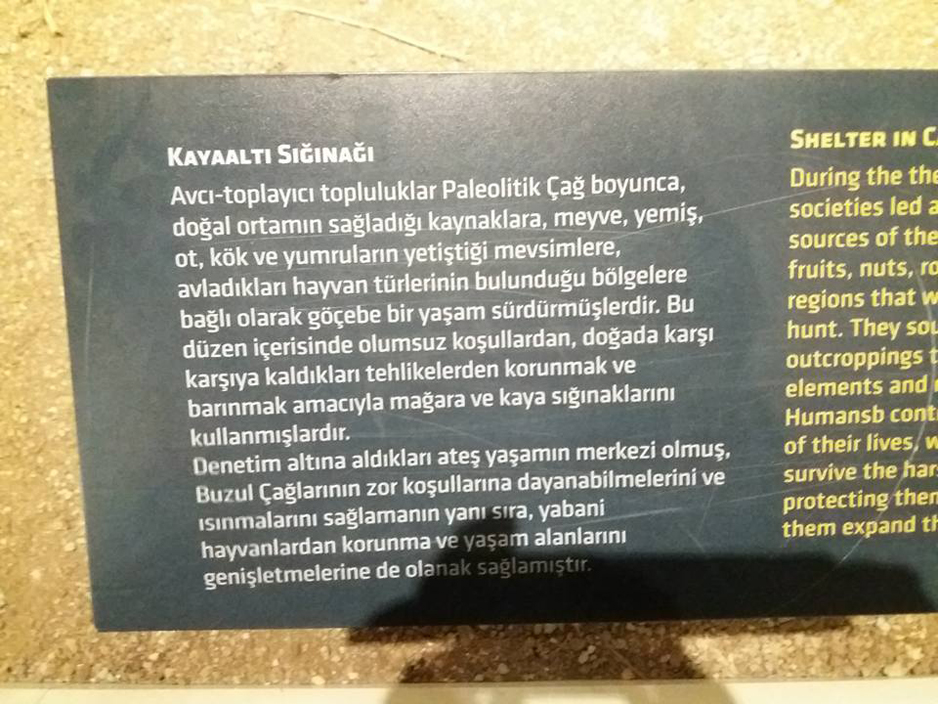 KAYAALTI SIĞINAĞI
Avcı-toplayıcı topluluklar Paleolitik Çağ boyunca,
doğal ortamın sağladığı kaynaklara, meyve, yemiş,
ot, kök ve yumruların yetiştiği mevsimlere,
avladıkları hayvan türlerinin bulunduğu bölgelere
bağlı olarak göçebe bir yaşam sürdürmüşlerdir. Bu
düzen içerisinde olumsuz koşullardan, doğada karşı
karşıya kaldıkları tehlikelerden korunmak ve
barınmak amacıyla mağara ve kaya sığınaklarını
kullanmışlardır.
Denetim altına aldıkları ateş yaşamın merkezi olmuş,
Buzul Çağlarının zor koşullarına dayanabilmelerini ve
ısınmalarını sağlamanın yanı sıra, yabani
hayvanlardan korunma ve yaşam alanlarını
genişletmelerine de olanak sağlamıştır.
SHELTER IN
During the the
societies led a
sources of the
fruits, nuts,
regions that
hunt. They
outcroppings
elements and
Humansb
of their lives,
survive the
protecting
them expand